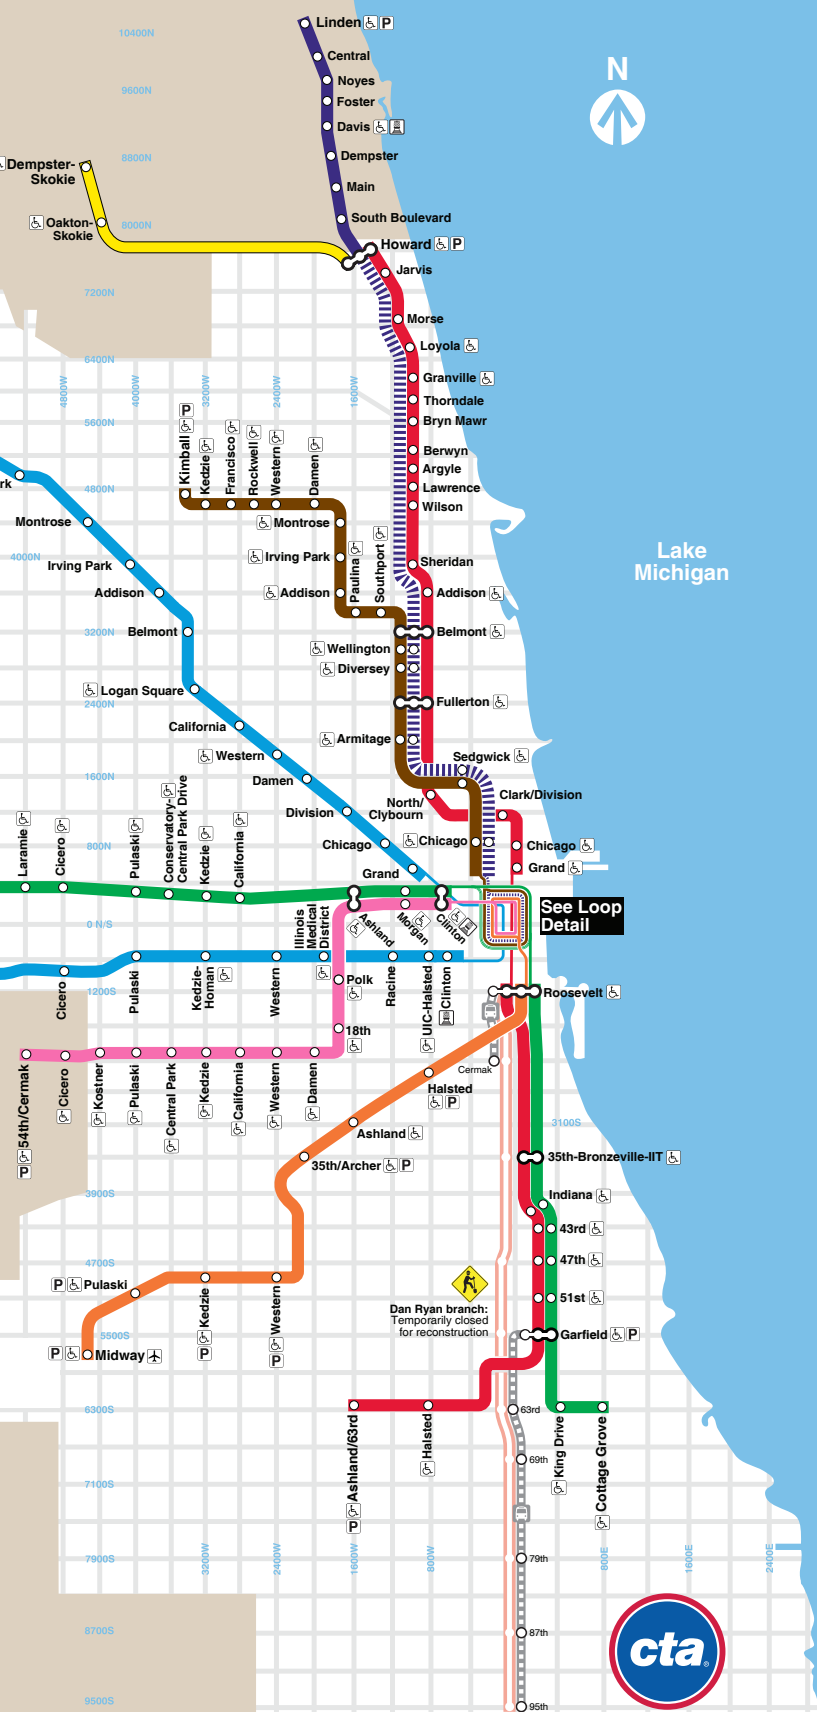 Linden P
10400N
Central
Noyes
9600N
Foster
Davis
N
8800N
Dempster
Dempster-
Skokie
Main
South Boulevard
Oakton-
Skokie
8000N
Howard P
Jarvis
7200N
Morse
Loyola
6400N
Granville
4800W
4000W
3200W
2400W
1600W
Thorndale
5600N
Bryn Mawr
P
Kimball
Kedzie
Francisco
Rockwell
Western
Damen
Berwyn
Argyle
4800N
Lawrence
Wilson
rk
Montrose
Montrose
4000N
Irving Park
Irving Park
Paulina
Southport
Sheridan
Lake
Michigan
Addison
Addison
Addison
Belmont
3200N
Belmont
Wellington
Diversey
Logan Square
2400N
Fullerton
California
Armitage
Western
Sedgwick
1600N
Damen
Clark/Division
North/
Clybourn
Division
Laramie
Cicero
Pulaski
Conservatory-
Central Park Drive
Kedzie
California
800N
Chicago
Chicago
Chicago
Grand
Grand
0 N/S
Illinois
Medical
District
Ashland
Morgan
Clinton
See Loop
Detail
Cicero
Pulaski
Kedzie-
Homan
Western
Polk
Racine
UIC-Halsted
Clinton
1200S
Roosevelt
18th
54th/Cermak
P
Cicero
Kostner
Pulaski
Central Park
Kedzie
California
Western
Damen
Cermak
Halsted
P
Ashland
3100S
35th/Archer P
35th-Bronzeville-IIT
3900S
Indiana
43rd
4700S
47th
P Pulaski
Kedzie
P
Western
P
51st
Dan Ryan branch:
Temporarily closed
for reconstruction
5500S
Garfield P
P Midway
6300S
63rd
Ashland/63rd
P
Halsted
King Drive
Cottage Grove
69th
7100S
7900S
3200W
2400W
1600W
800W
79th
800E
1600E
2400E
8700S
87th
cta®
9500S
95th